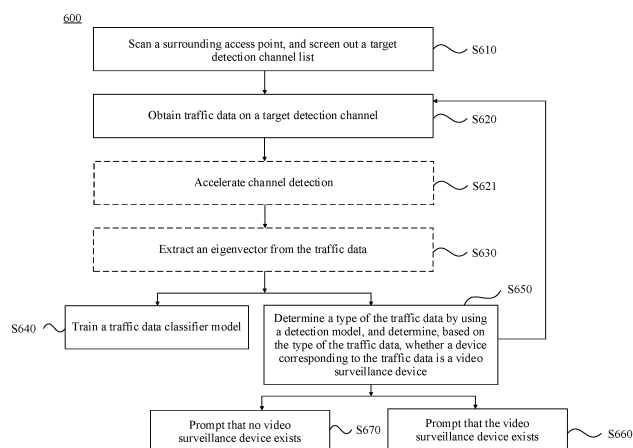 600
Scan a surrounding access point, and screen out a target
detection channel list
S610
Obtain traffic data on a target detection channel
S620
Accelerate channel detection
S621
Extract an eigenvector from the traffic data
S630
S650
S640
Train a traffic data classifier model
Determine a type of the traffic data by using
a detection model, and determine, based on
the type of the traffic data, whether a device
corresponding to the traffic data is a video
surveillance device
Prompt that no video
surveillance device exists
S670
Prompt that the video
surveillance device exists
S660